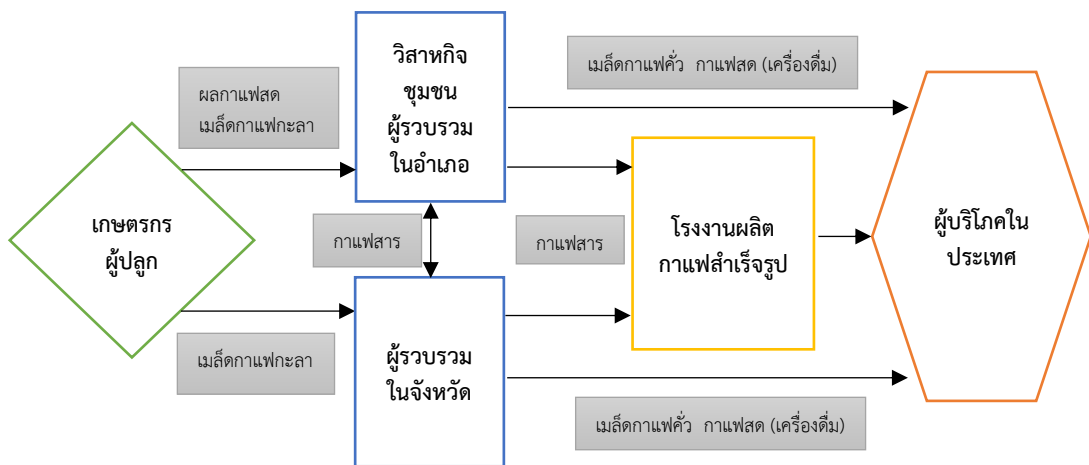 วิสาหกิจ
ชุมชน
ผู้รวบรวม
ในอำเภอ
เมล็ดกาแฟคั่ว กาแฟสด (เครื่องดื่ม)
ผลกาแฟสด
เมล็ดกาแฟกะลา
เกษตรกร
ผู้ปลูก
กาแฟสาร
กาแฟสาร
โรงงานผลิต
กาแฟสำเร็จรูป
ผู้บริโภคใน
ประเทศ
เมล็ดกาแฟกะลา
ผู้รวบรวม
ในจังหวัด
เมล็ดกาแฟคั่ว กาแฟสด (เครื่องดื่ม)